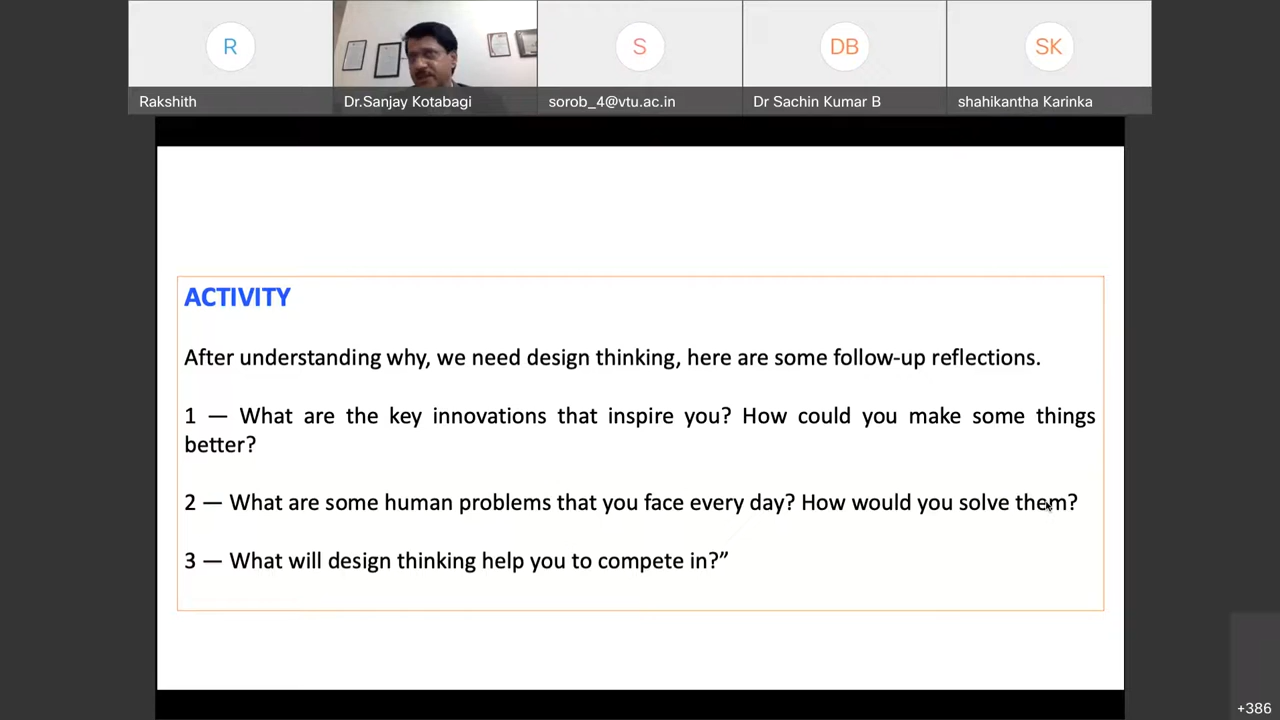 R
S
DB
SK
Rakshith
Dr.Sanjay Kotabagi
sorob_4@vtu.ac.in
Dr Sachin Kumar B
shahikantha Karinka
ACTIVITY
After understanding why, we need design thinking, here are some follow-up reflections.
1 — What are the key innovations that inspire you? How could you make some things
better?
2 — What are some human problems that you face every day? How would you solve them?
3 — What will design thinking help you to compete in?”
+386